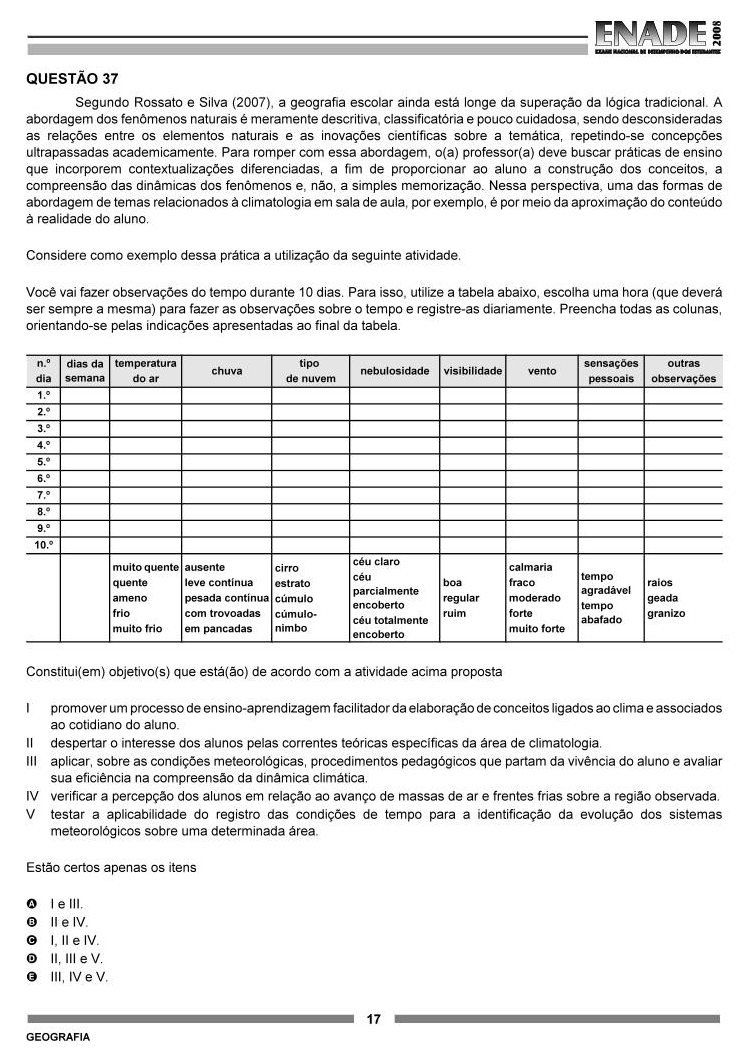 ENADE 2008
EXAME NACIONAL DE DESEMPENHO DOS ESTUDANTES
QUESTÃO 37
Segundo Rossato e Silva (2007), a geografia escolar ainda está longe da superação da lógica tradicional. A
abordagem dos fenômenos naturais é meramente descritiva, classificatória e pouco cuidadosa, sendo desconsideradas
as relações entre os elementos naturais e as inovações científicas sobre a temática, repetindo-se concepções
ultrapassadas academicamente. Para romper com essa abordagem, o(a) professor(a) deve buscar práticas de ensino
que incorporem contextualizações diferenciadas, a fim de proporcionar ao aluno a construção dos conceitos, a
compreensão das dinâmicas dos fenômenos e, não, a simples memorização. Nessa perspectiva, uma das formas de
abordagem de temas relacionados à climatologia em sala de aula, por exemplo, é por meio da aproximação do conteúdo
à realidade do aluno.
Considere como exemplo dessa prática a utilização da seguinte atividade.
Você vai fazer observações do tempo durante 10 dias. Para isso, utilize a tabela abaixo, escolha uma hora (que deverá
ser sempre a mesma) para fazer as observações sobre o tempo e registre-as diariamente. Preencha todas as colunas,
orientando-se pelas indicações apresentadas ao final da tabela.
n.º dia | dias da semana | temperatura do ar | chuva | tipo de nuvem | nebulosidade | visibilidade | vento | sensações pessoais | outras observações
1.º
2.º
3.º
4.º
5.º
6.º
7.º
8.º
9.º
10.º
muito quente
quente
ameno
frio
muito frio
ausente
leve contínua
pesada contínua
com trovoadas
em pancadas
cirro
estrato
cúmulo
cúmulo-
nimbo
céu claro
céu
parcialmente
encoberto
céu totalmente
encoberto
boa
regular
ruim
calmaria
fraco
moderado
forte
muito forte
tempo
agradável
tempo
abafado
raios
geada
granizo
Constitui(em) objetivo(s) que está(ão) de acordo com a atividade acima proposta
I promover um processo de ensino-aprendizagem facilitador da elaboração de conceitos ligados ao clima e associados
ao cotidiano do aluno.
II despertar o interesse dos alunos pelas correntes teóricas específicas da área de climatologia.
III aplicar, sobre as condições meteorológicas, procedimentos pedagógicos que partam da vivência do aluno e avaliar
sua eficiência na compreensão da dinâmica climática.
IV verificar a percepção dos alunos em relação ao avanço de massas de ar e frentes frias sobre a região observada.
V testar a aplicabilidade do registro das condições de tempo para a identificação da evolução dos sistemas
meteorológicos sobre uma determinada área.
Estão certos apenas os itens
A I e III.
B II e IV.
C I, II e IV.
D II, III e V.
E III, IV e V.
17
GEOGRAFIA